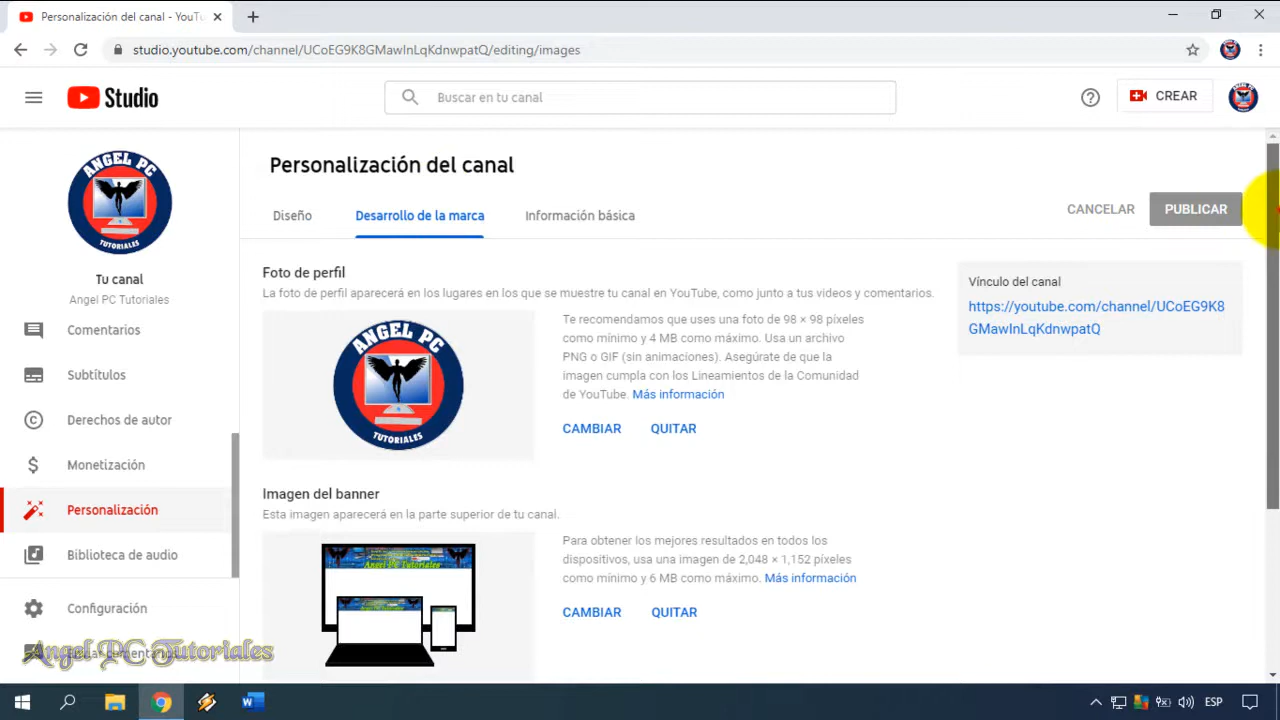 Personalización del canal - YouTu
studio.youtube.com/channel/UCoEG9K8GMawInLqKdnwpatQ/editing/images
Studio
Buscar en tu canal
CREAR
ANGEL PC
TUTORIALES
Tu canal
Angel PC Tutoriales
Comentarios
Subtítulos
Derechos de autor
Monetización
Personalización
Biblioteca de audio
Configuración
Angel PC Tutoriales
Personalización del canal
Diseño
Desarrollo de la marca
Información básica
CANCELAR
PUBLICAR
Foto de perfil
La foto de perfil aparecerá en los lugares en los que se muestre tu canal en YouTube, como junto a tus videos y comentarios.
ANGEL PC
TUTORIALES
Te recomendamos que uses una foto de 98 × 98 píxeles
como mínimo y 4 MB como máximo. Usa un archivo
PNG o GIF (sin animaciones). Asegúrate de que la
imagen cumpla con los Lineamientos de la Comunidad
de YouTube. Más información
CAMBIAR
QUITAR
Vínculo del canal
https://youtube.com/channel/UCoEG9K8
GMawInLqKdnwpatQ
Imagen del banner
Esta imagen aparecerá en la parte superior de tu canal.
Angel PC Tutoriales
Para obtener los mejores resultados en todos los
dispositivos, usa una imagen de 2,048 × 1,152 píxeles
como mínimo y 6 MB como máximo. Más información
CAMBIAR
QUITAR
ESP